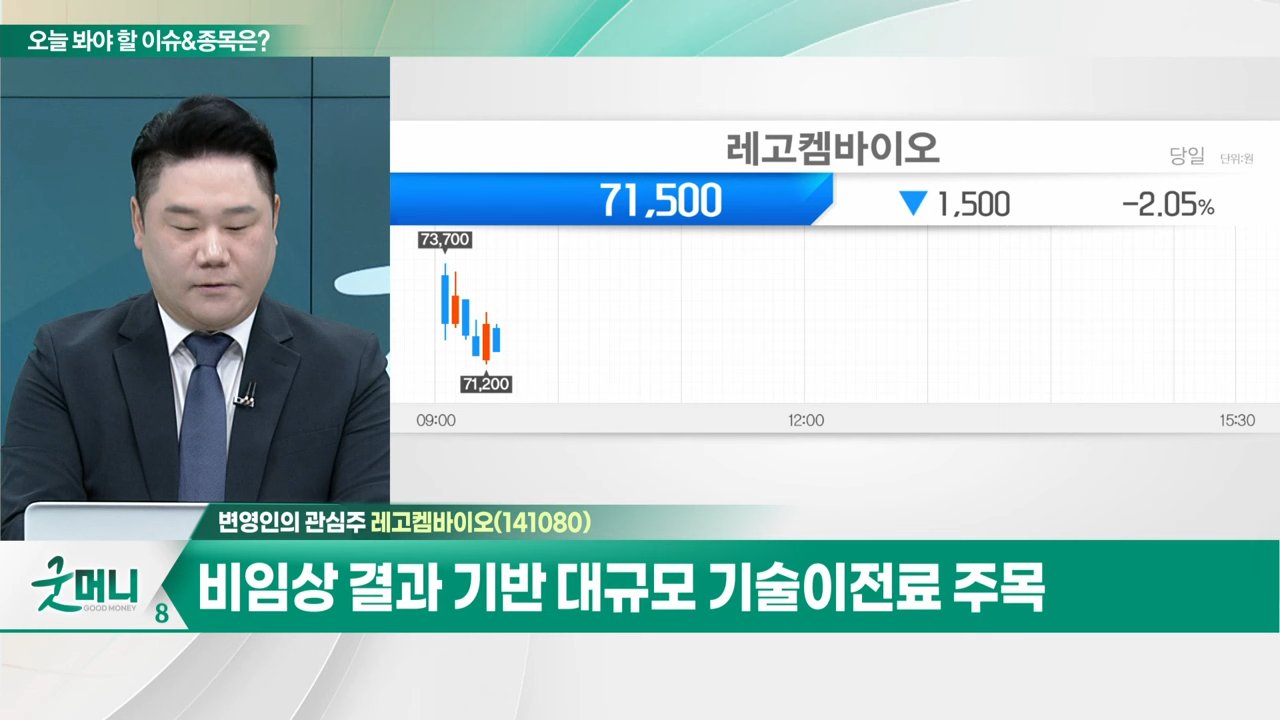 오늘 봐야 할 이슈&종목은?
레고켐바이오
당일 단위:원
71,500 ▼ 1,500 -2.05%
73,700
71,200
09:00 12:00 15:30
변영인의 관심주 레고켐바이오(141080)
굿머니
GOOD MONEY
8
비임상 결과 기반 대규모 기술이전료 주목